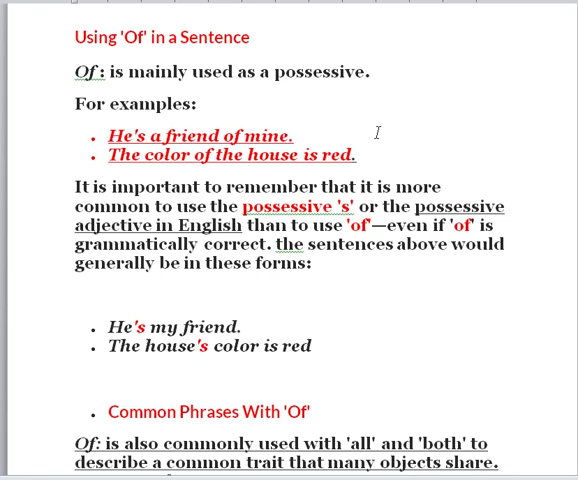 Using 'Of' in a Sentence
Of: is mainly used as a possessive.
For examples:
• He's a friend of mine.
• The color of the house is red.
It is important to remember that it is more
common to use the possessive 's' or the possessive
adjective in English than to use 'of'—even if 'of' is
grammatically correct. the sentences above would
generally be in these forms:
• He's my friend.
• The house's color is red
• Common Phrases With 'Of'
Of: is also commonly used with 'all' and 'both' to
describe a common trait that many objects share.